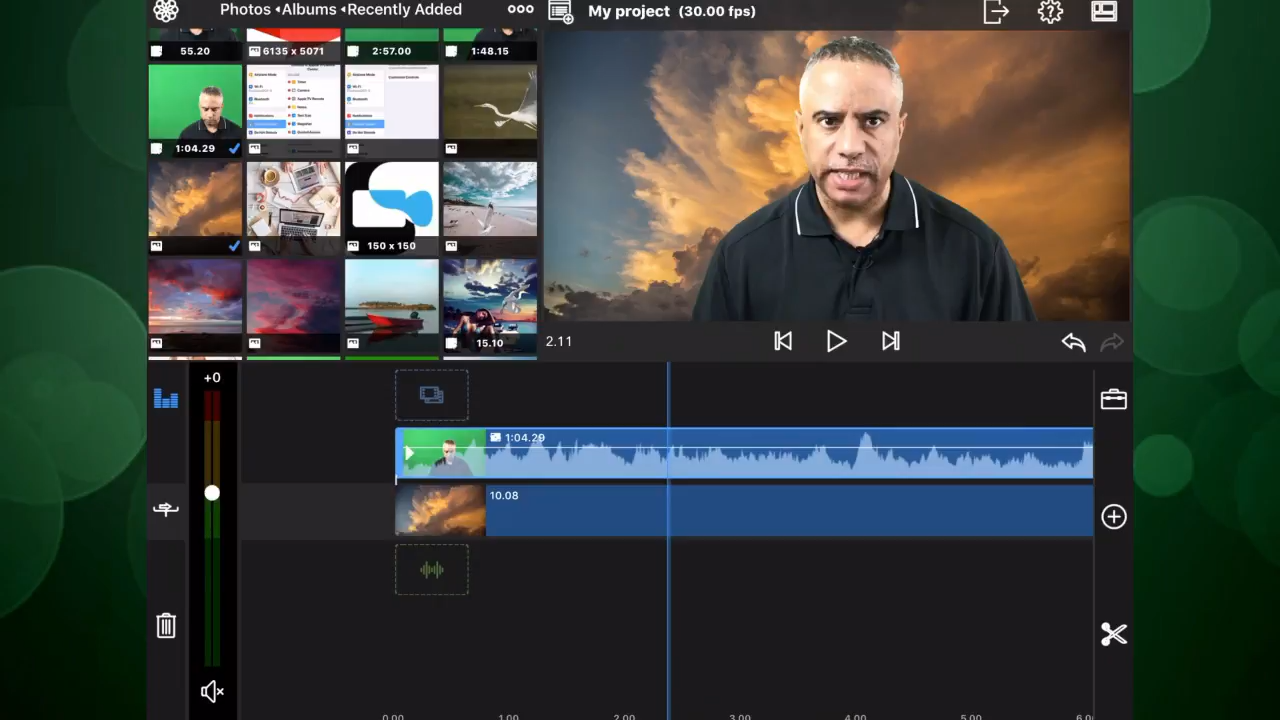 Photos ◂Albums ◂Recently Added
My project (30.00 fps)
55.20
6135 x 5071
2:57.00
1:48.15
1:04.29
150 x 150
15.10
2.11
+0
1:04.29
10.08
0.00 1.00 2.00 3.00 4.00 5.00